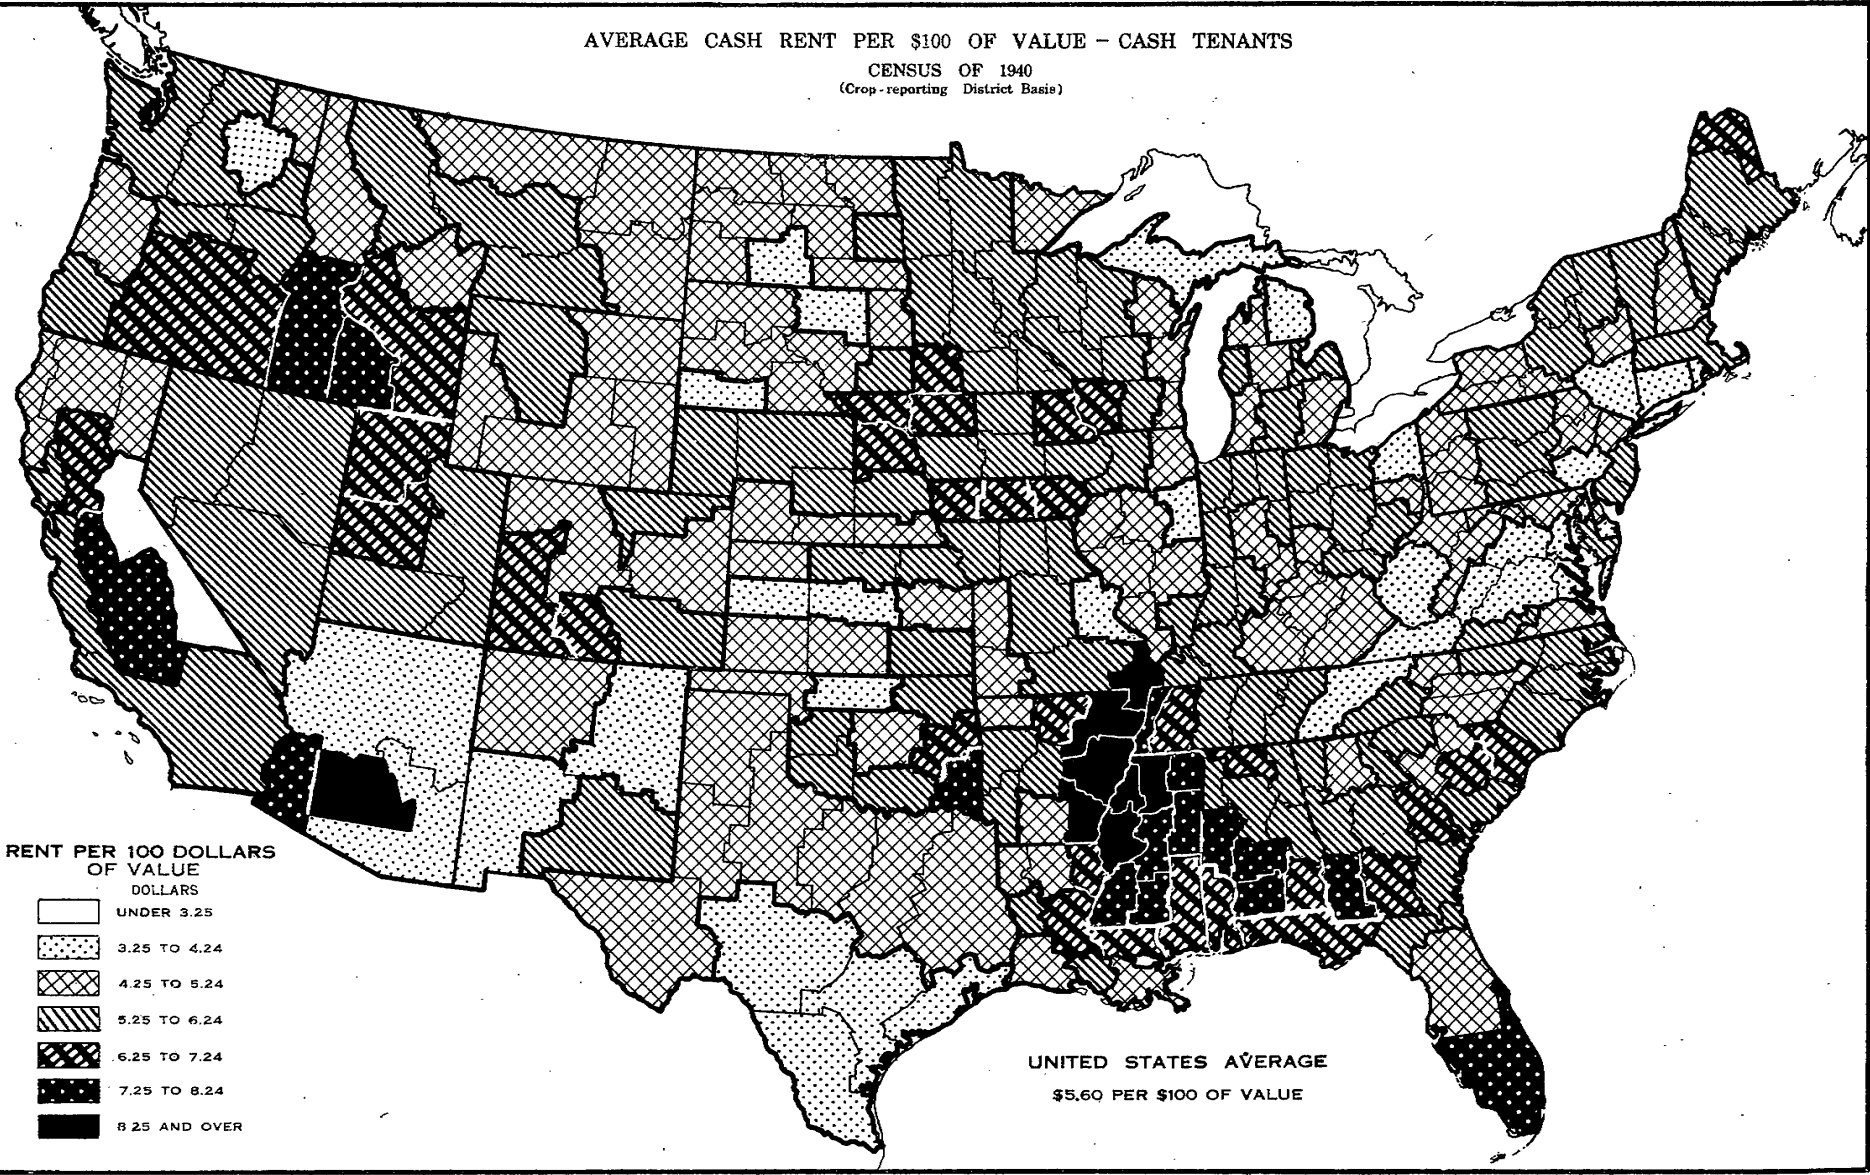 AVERAGE CASH RENT PER $100 OF VALUE – CASH TENANTS
CENSUS OF 1940
(Crop-reporting District Basis)
RENT PER 100 DOLLARS
OF VALUE
DOLLARS
UNDER 3.25
3.25 TO 4.24
4.25 TO 5.24
5.25 TO 6.24
6.25 TO 7.24
7.25 TO 8.24
8 25 AND OVER
UNITED STATES AVERAGE
$5.60 PER $100 OF VALUE